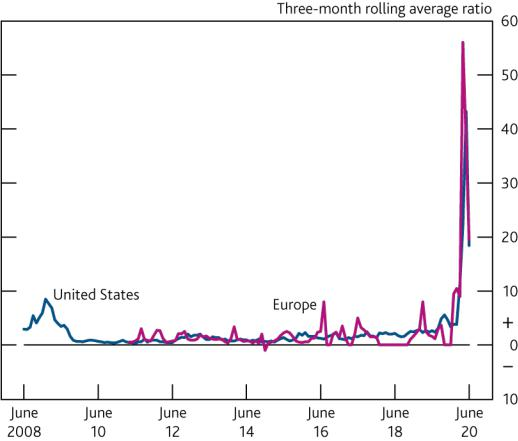 Three-month rolling average ratio
60
50
40
30
20
United States
Europe
10
+
0
−
10
June June June June June June June
2008 10 12 14 16 18 20